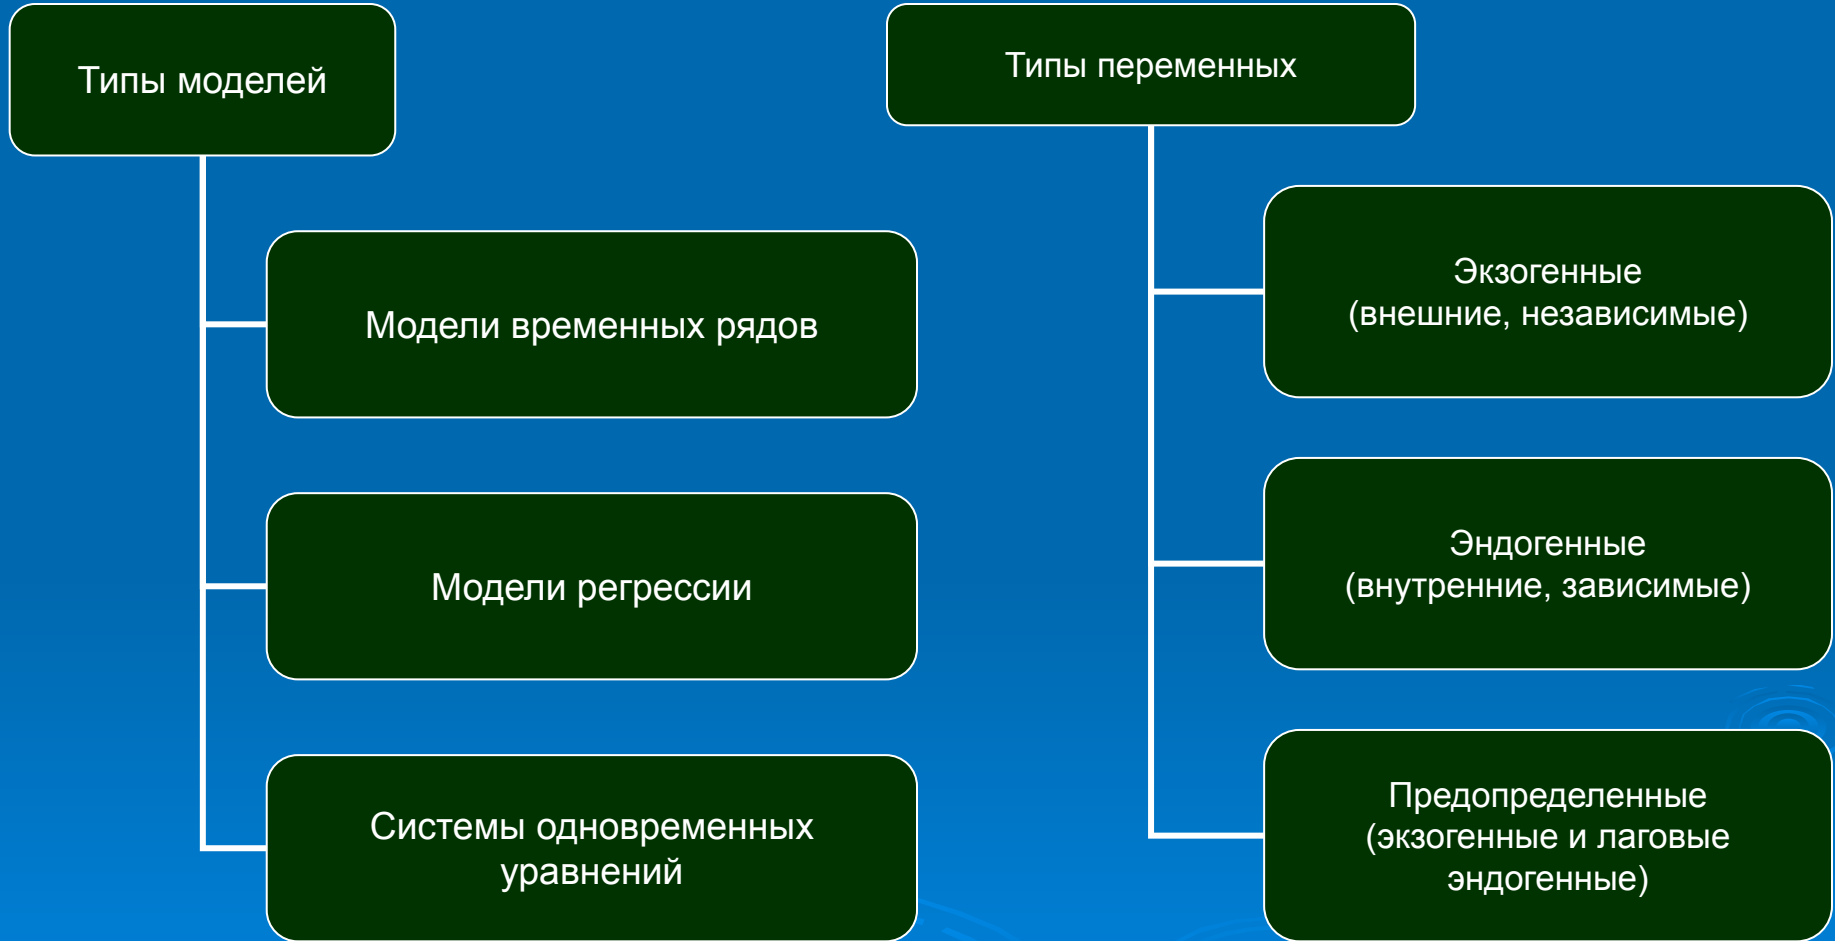 Типы моделей
Модели временных рядов
Модели регрессии
Системы одновременных
уравнений
Типы переменных
Экзогенные
(внешние, независимые)
Эндогенные
(внутренние, зависимые)
Предопределенные
(экзогенные и лаговые
эндогенные)